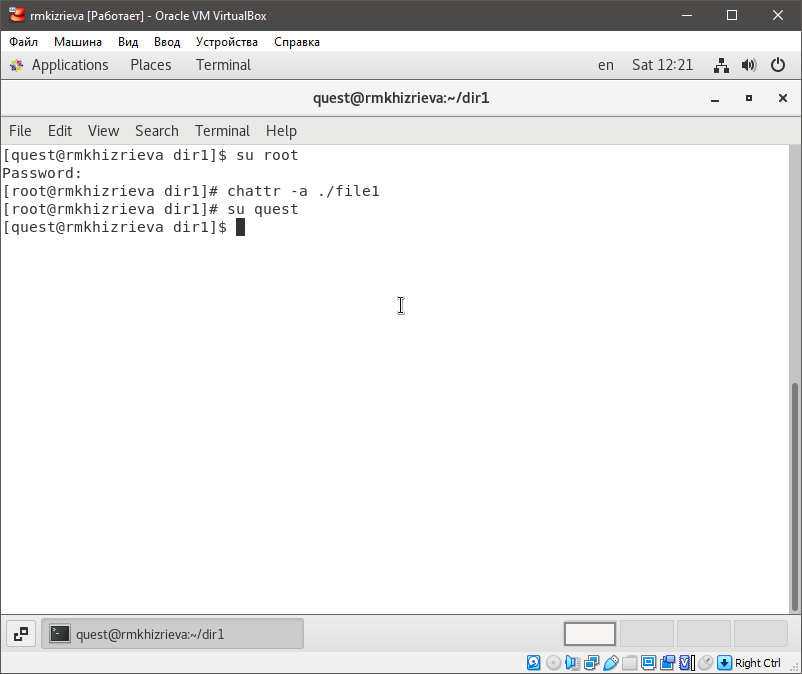 rmkizrieva [Работает] - Oracle VM VirtualBox
Файл Машина Вид Ввод Устройства Справка
Applications Places Terminal en Sat 12:21
quest@rmkhizrieva:~/dir1
File Edit View Search Terminal Help
[quest@rmkhizrieva dir1]$ su root
Password:
[root@rmkhizrieva dir1]# chattr -a ./file1
[root@rmkhizrieva dir1]# su quest
[quest@rmkhizrieva dir1]$
quest@rmkhizrieva:~/dir1
Right Ctrl